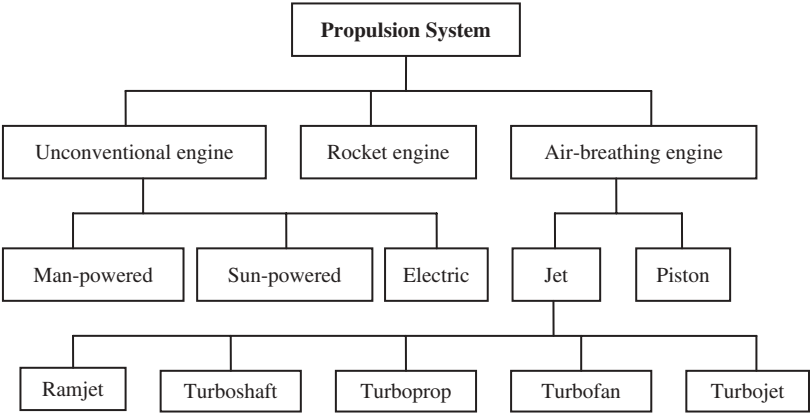 Propulsion System
Unconventional engine
Rocket engine
Air-breathing engine
Man-powered
Sun-powered
Electric
Jet
Piston
Ramjet
Turboshaft
Turboprop
Turbofan
Turbojet